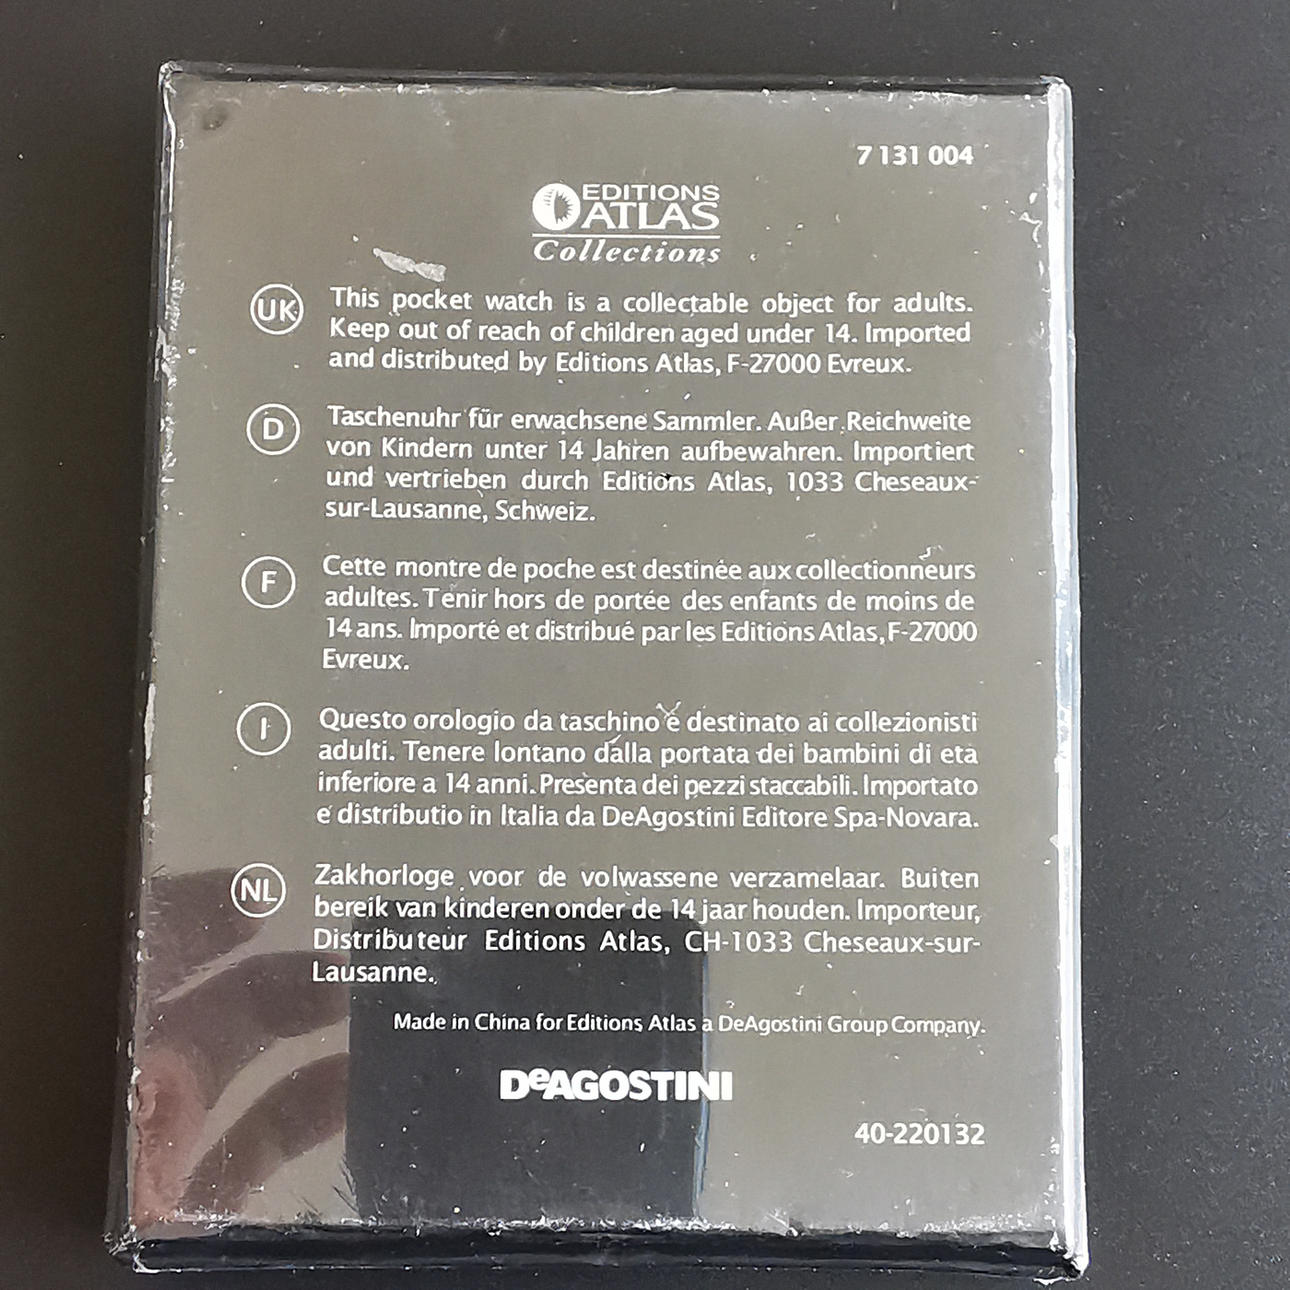 7 131 004
EDITIONS
ATLAS
Collections
UK
This pocket watch is a collectable object for adults.
Keep out of reach of children aged under 14. Imported
and distributed by Editions Atlas, F-27000 Evreux.
D
Taschenuhr für erwachsene Sammler. Außer Reichweite
von Kindern unter 14 Jahren aufbewahren. Importiert
und vertrieben durch Editions Atlas, 1033 Cheseaux-
sur-Lausanne, Schweiz.
F
Cette montre de poche est destinée aux collectionneurs
adultes. Tenir hors de portée des enfants de moins de
14 ans. Importé et distribué par les Editions Atlas, F-27000
Evreux.
I
Questo orologio da taschino é destinato ai collezionisti
adulti. Tenere lontano dalla portata dei bambini di eta
inferiore a 14 anni. Presenta dei pezzi staccabili. Importato
e distributio in Italia da DeAgostini Editore Spa-Novara.
NL
Zakhorloge voor de volwassene verzamelaar. Buiten
bereik van kinderen onder de 14 jaar houden. Importeur,
Distributeur Editions Atlas, CH-1033 Cheseaux-sur-
Lausanne.
Made in China for Editions Atlas a DeAgostini Group Company.
DeAGOSTINI
40-220132